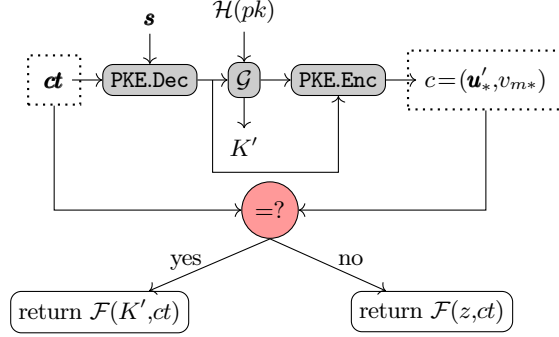 𝓗(pk)
s
ct
PKE.Dec
𝓖
PKE.Enc
c=(u′*,vm*)
K′
=?
yes
no
return 𝓕(K′,ct)
return 𝓕(z,ct)